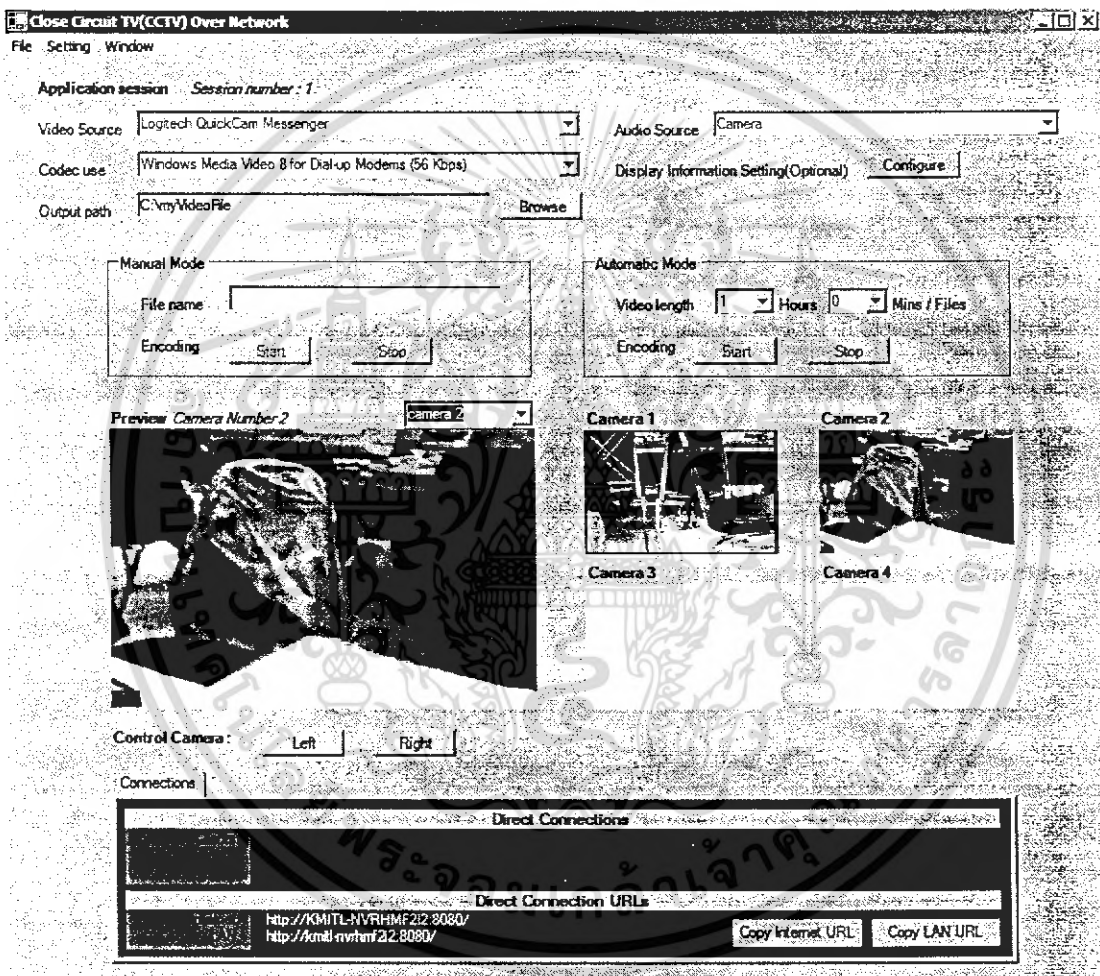 Close Circuit TV(CCTV) Over Network
File Setting Window
Application session Session number : 1
Video Source Logitech QuickCam Messenger Audio Source Camera
Codec use Windows Media Video 8 for Dial-up Modems (56 Kbps) Display Information Setting(Optional) Configure
Output path C:\myVideoFile Browse
Manual Mode Automatic Mode
File name Video length 1 Hours 0 Mins / Files
Encoding Start Stop Encoding Start Stop
Preview Camera Number 2 camera 2 Camera 1 Camera 2
Camera 3 Camera 4
Control Camera : Left Right
Connections
Direct Connections
Direct Connection URLs
http://KMITL-NVRHMF2I2:8080/
http://kmitl-nvrhmf2i2:8080/
Copy Internet URL Copy LAN URL